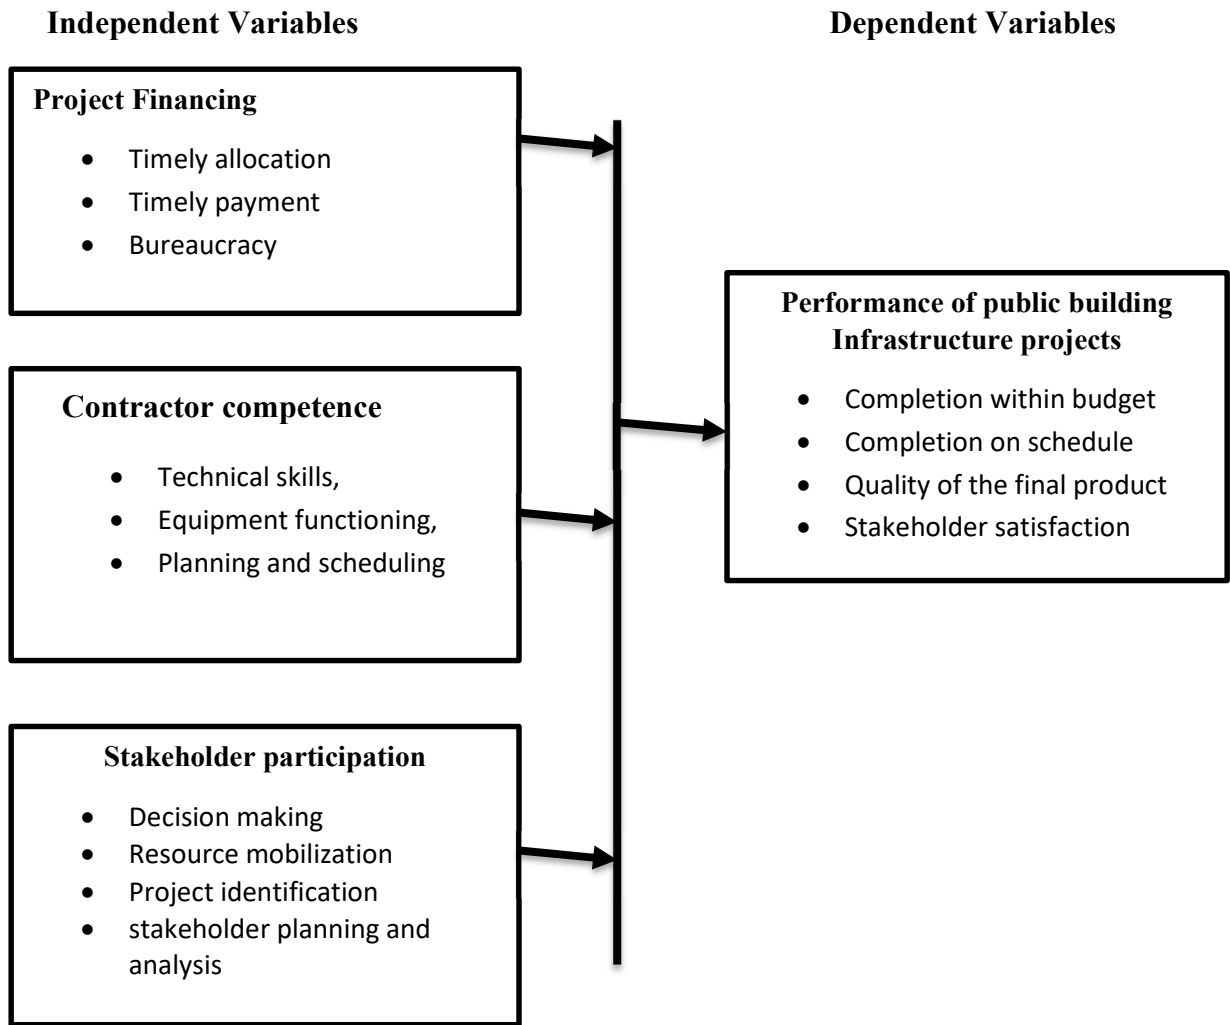 Independent Variables
Dependent Variables
Project Financing
• Timely allocation
• Timely payment
• Bureaucracy
Contractor competence
• Technical skills,
• Equipment functioning,
• Planning and scheduling
Stakeholder participation
• Decision making
• Resource mobilization
• Project identification
• stakeholder planning and
analysis
Performance of public building
Infrastructure projects
• Completion within budget
• Completion on schedule
• Quality of the final product
• Stakeholder satisfaction